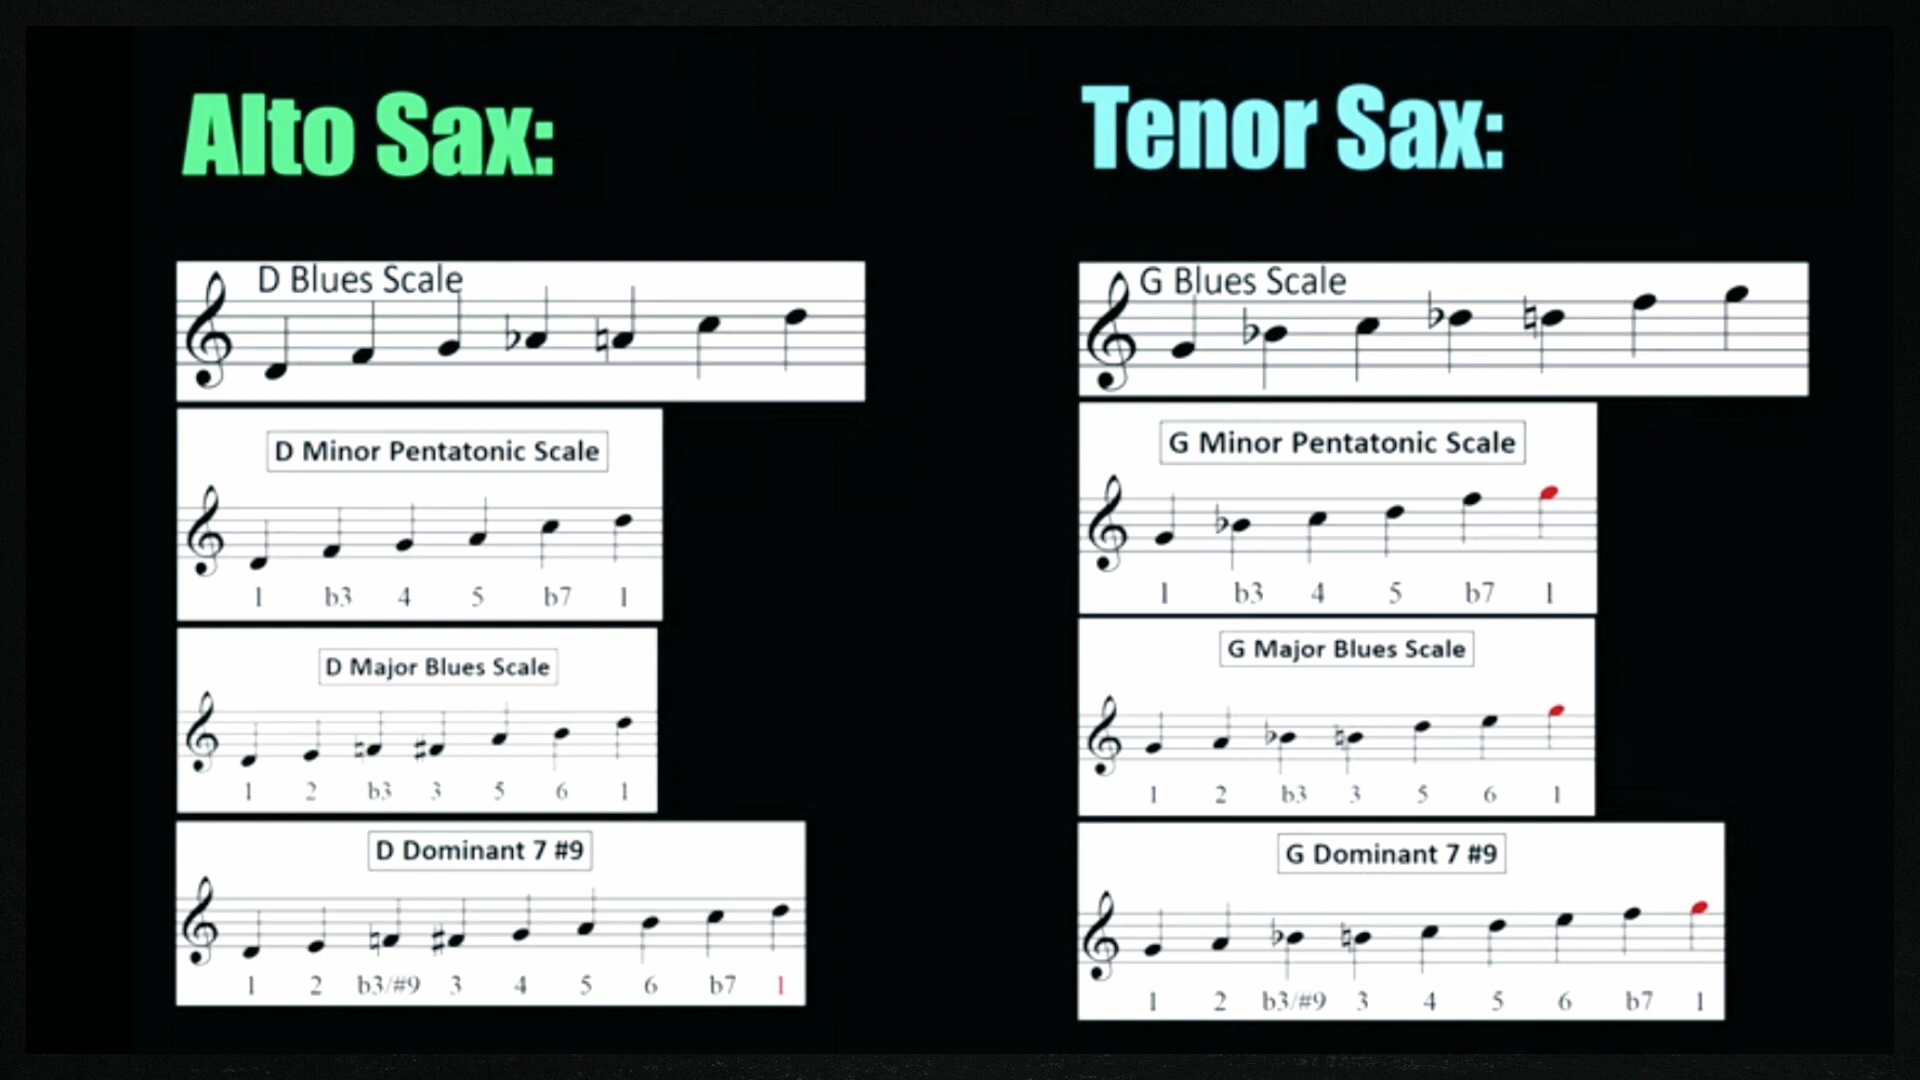 Alto Sax:
D Blues Scale
D Minor Pentatonic Scale
1 b3 4 5 b7 1
D Major Blues Scale
1 2 b3 3 5 6 1
D Dominant 7 #9
1 2 b3/#9 3 4 5 6 b7 1
Tenor Sax:
G Blues Scale
G Minor Pentatonic Scale
1 b3 4 5 b7 1
G Major Blues Scale
1 2 b3 3 5 6 1
G Dominant 7 #9
1 2 b3/#9 3 4 5 6 b7 1